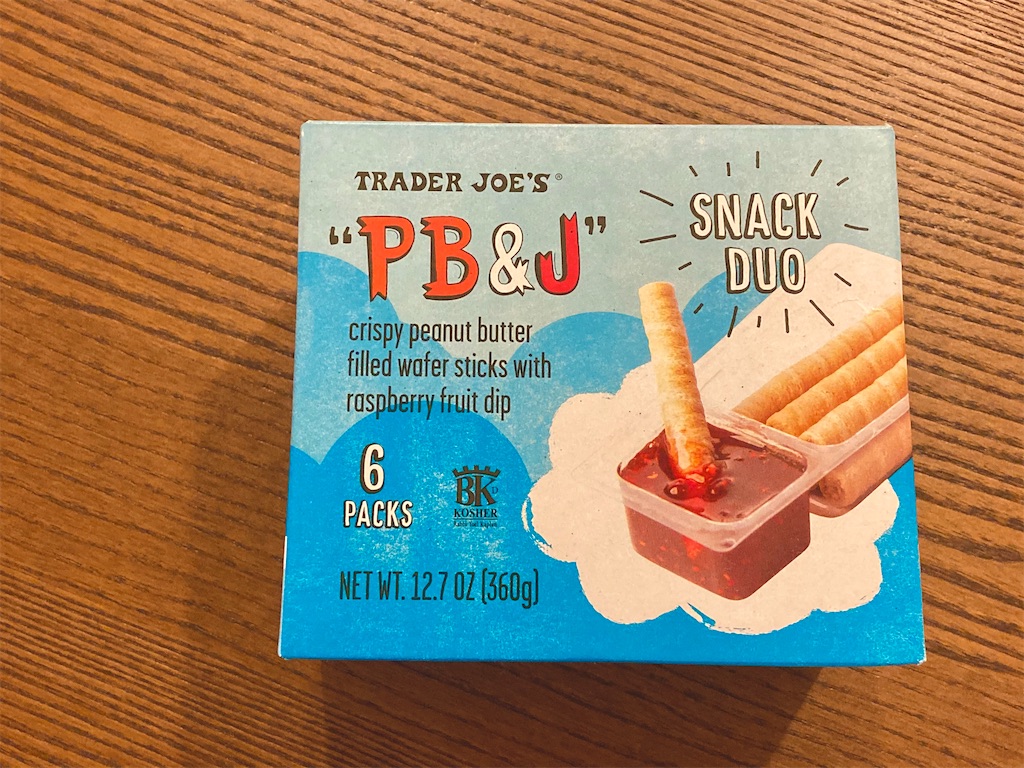 TRADER JOE'S®
"PB&J"
crispy peanut butter
filled wafer sticks with
raspberry fruit dip
6
PACKS
BK D
KOSHER
NET WT. 12.7 OZ (360g)
SNACK
DUO